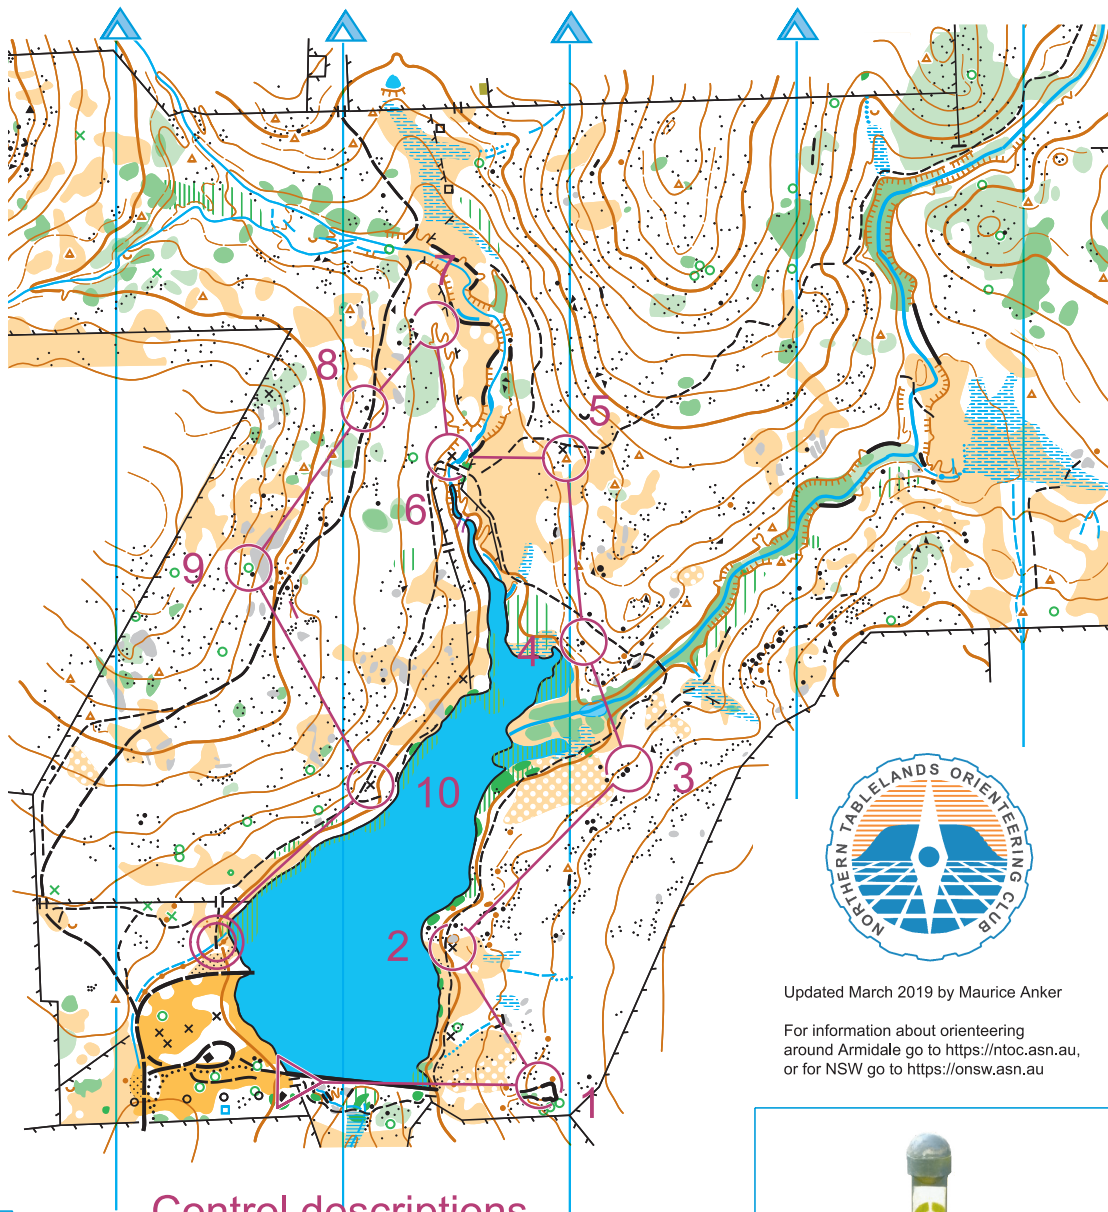 7
8
5
6
9
4
3
10
2
1
NORTHERN TABLELANDS ORIENTEERING CLUB
Updated March 2019 by Maurice Anker
For information about orienteering
around Armidale go to https://ntoc.asn.au,
or for NSW go to https://onsw.asn.au
Control descriptions